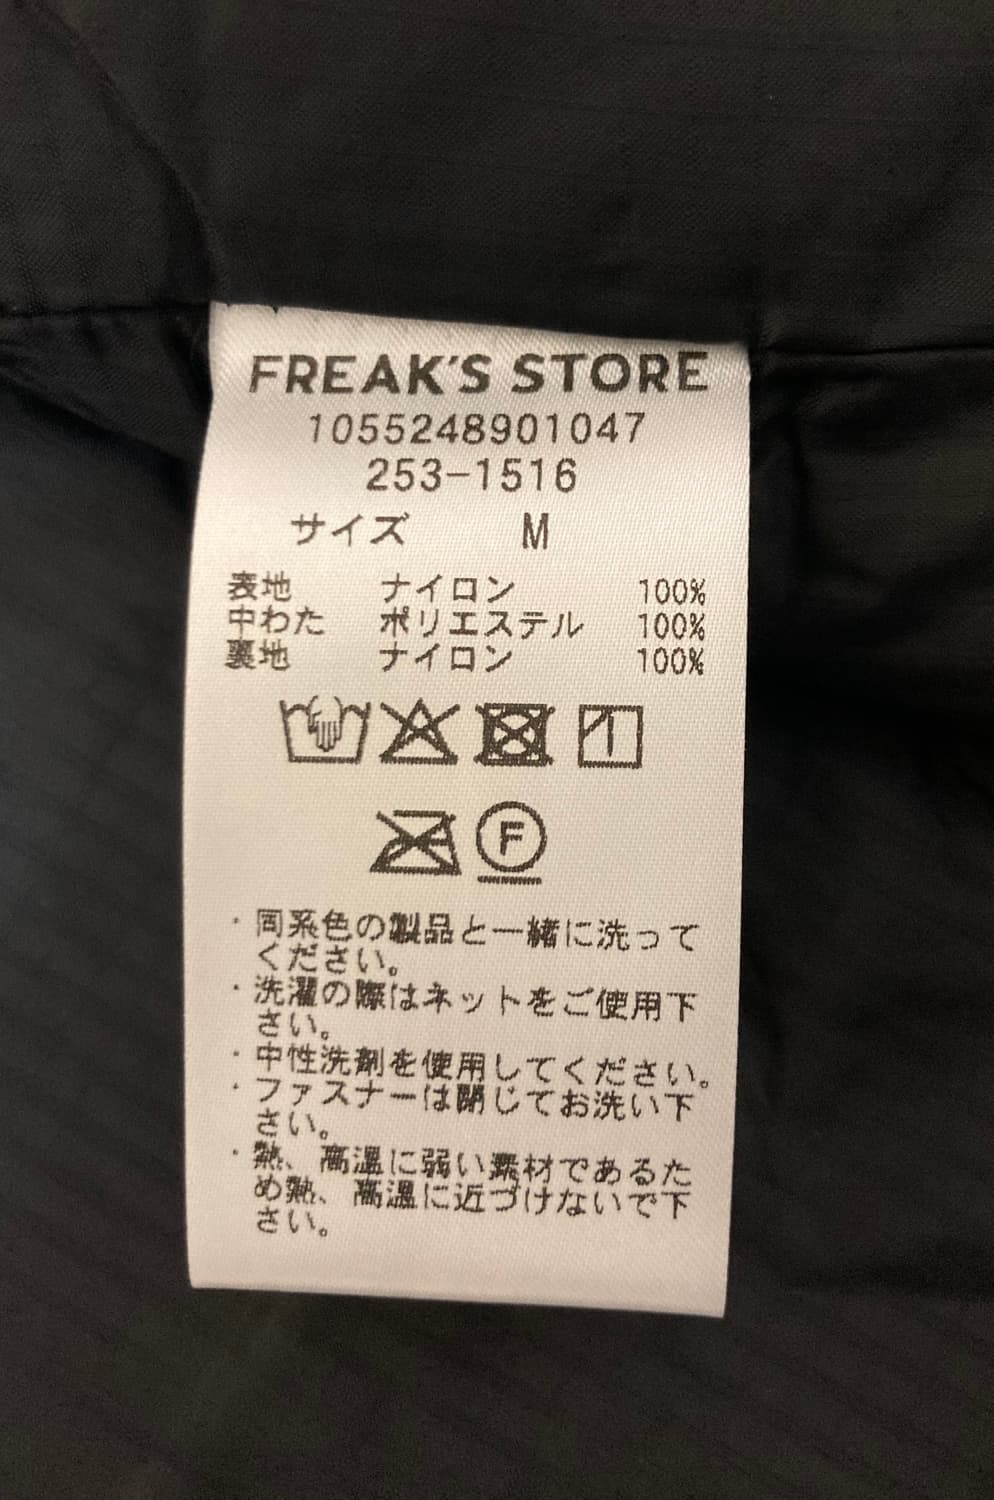 FREAK'S STORE
1055248901047
253-1516
サイズ M
表地 ナイロン 100%
中わた ポリエステル 100%
裏地 ナイロン 100%
F
・同系色の製品と一緒に洗って
ください。
・洗濯の際はネットをご使用下
さい。
・中性洗剤を使用してください。
・ファスナーは閉じてお洗い下
さい。
・熱、高温に弱い素材であるた
め熱、高温に近づけないで下
さい。